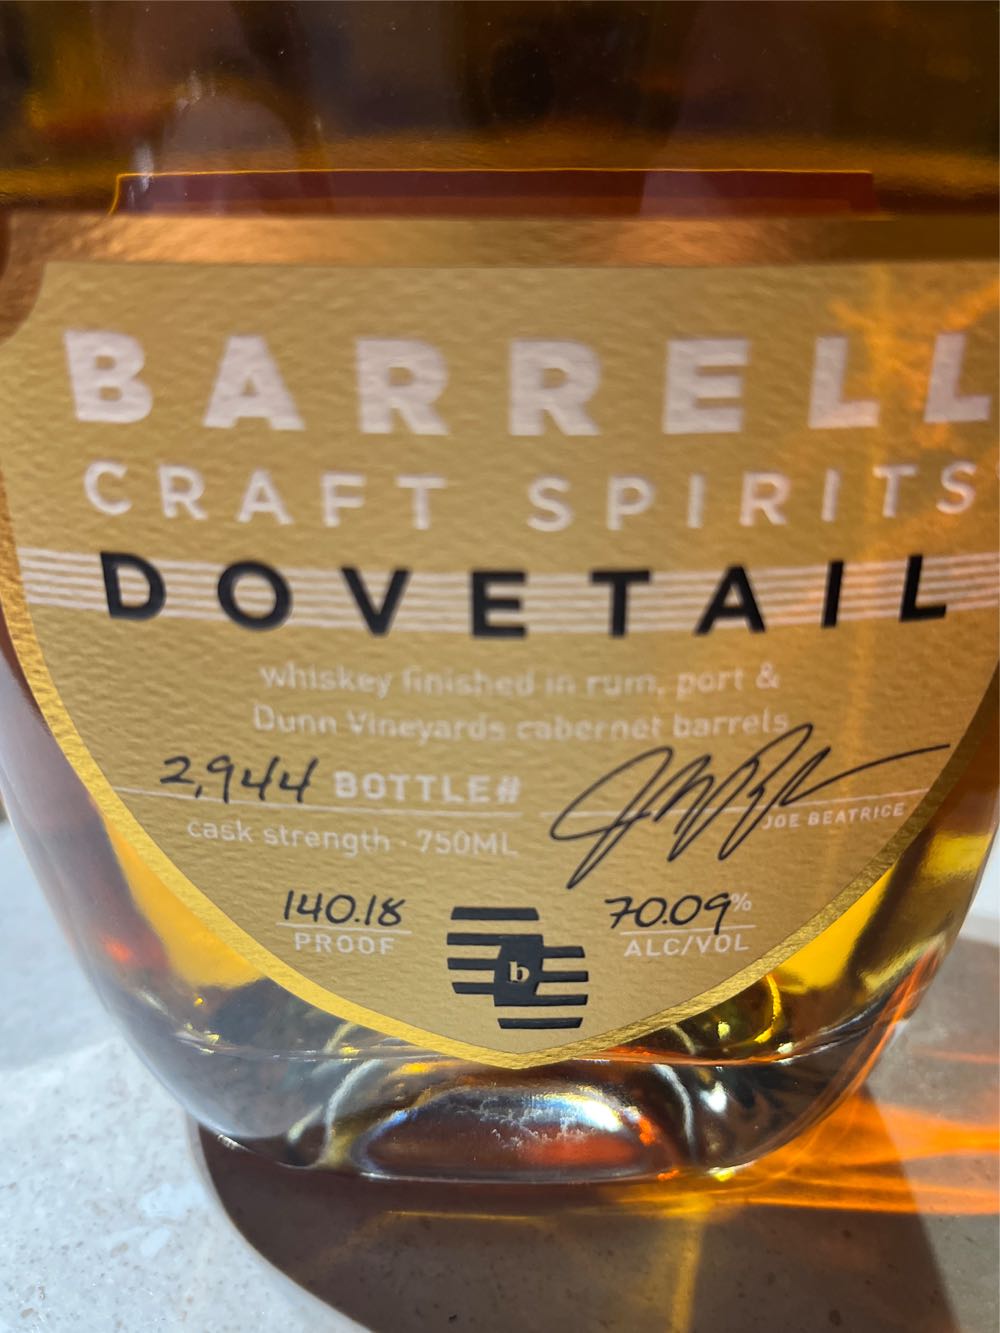 BARRELL
CRAFT SPIRITS
DOVETAIL
whiskey finished in rum, port &
Dunn Vineyards cabernet barrels
2,944 BOTTLE#
JOE BEATRICE
cask strength · 750ML
140.18 70.09%
PROOF ALC/VOL
b